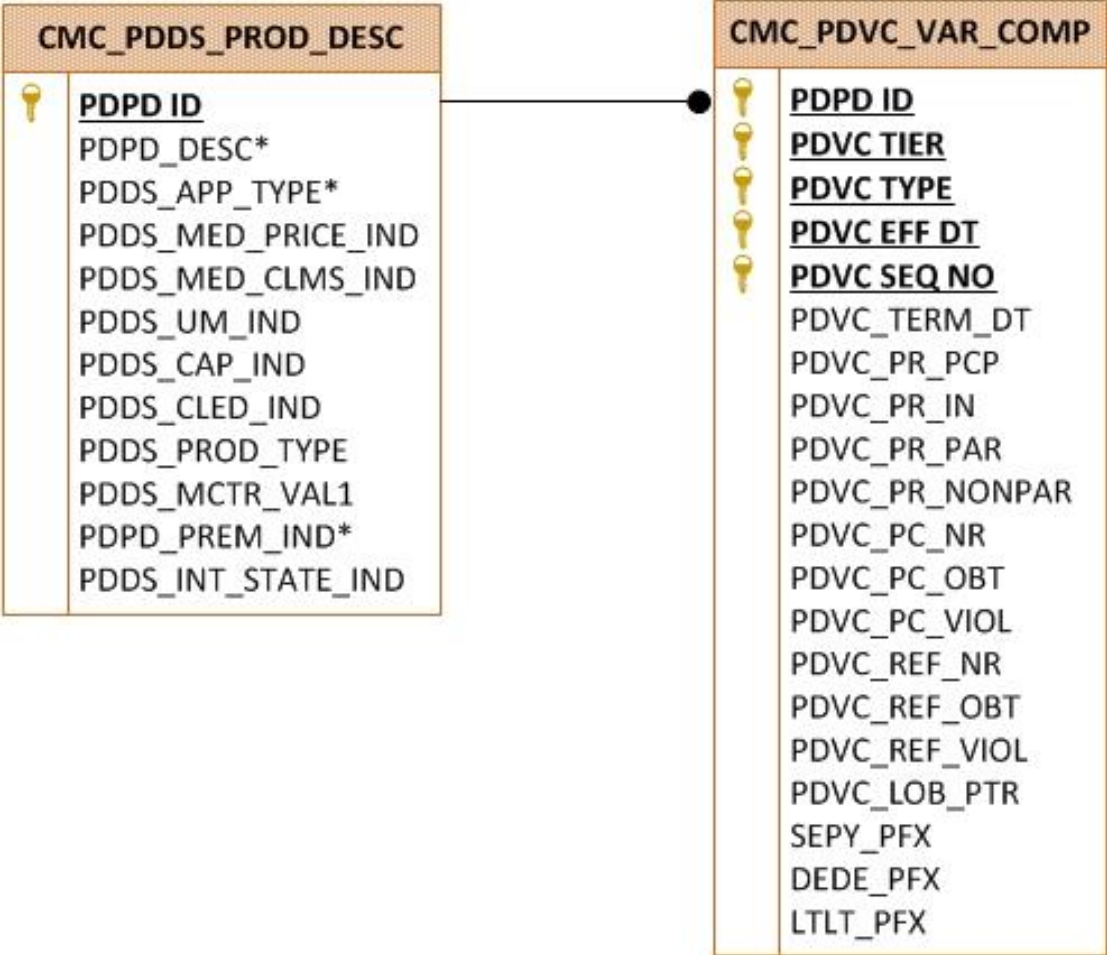 CMC_PDDS_PROD_DESC
PDPD ID
PDPD_DESC*
PDDS_APP_TYPE*
PDDS_MED_PRICE_IND
PDDS_MED_CLMS_IND
PDDS_UM_IND
PDDS_CAP_IND
PDDS_CLED_IND
PDDS_PROD_TYPE
PDDS_MCTR_VAL1
PDPD_PREM_IND*
PDDS_INT_STATE_IND
CMC_PDVC_VAR_COMP
PDPD ID
PDVC TIER
PDVC TYPE
PDVC EFF DT
PDVC SEQ NO
PDVC_TERM_DT
PDVC_PR_PCP
PDVC_PR_IN
PDVC_PR_PAR
PDVC_PR_NONPAR
PDVC_PC_NR
PDVC_PC_OBT
PDVC_PC_VIOL
PDVC_REF_NR
PDVC_REF_OBT
PDVC_REF_VIOL
PDVC_LOB_PTR
SEPY_PFX
DEDE_PFX
LTLT_PFX